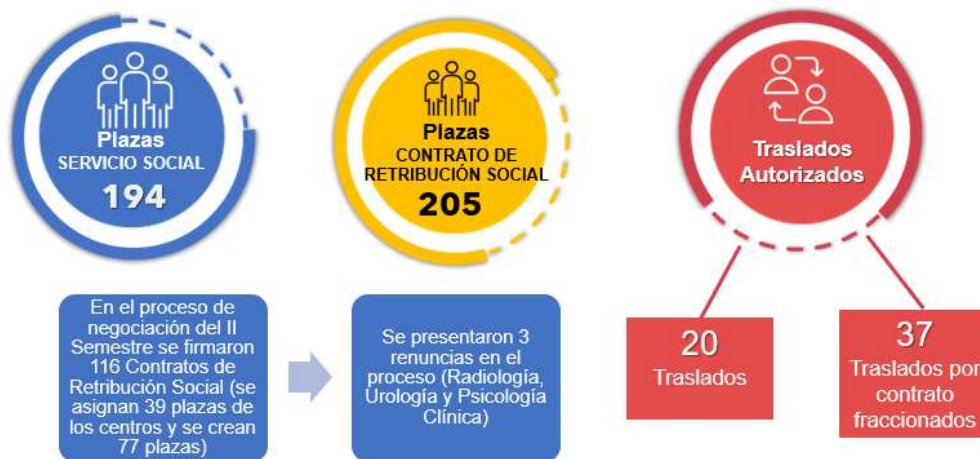 Plazas
SERVICIO SOCIAL
194
Plazas
CONTRATO DE
RETRIBUCIÓN SOCIAL
205
Traslados
Autorizados
En el proceso de
negociación del II
Semestre se firmaron
116 Contratos de
Retribución Social (se
asignan 39 plazas de
los centros y se crean
77 plazas)
Se presentaron 3
renuncias en el
proceso (Radiología,
Urología y Psicología
Clínica)
20
Traslados
37
Traslados por
contrato
fraccionados